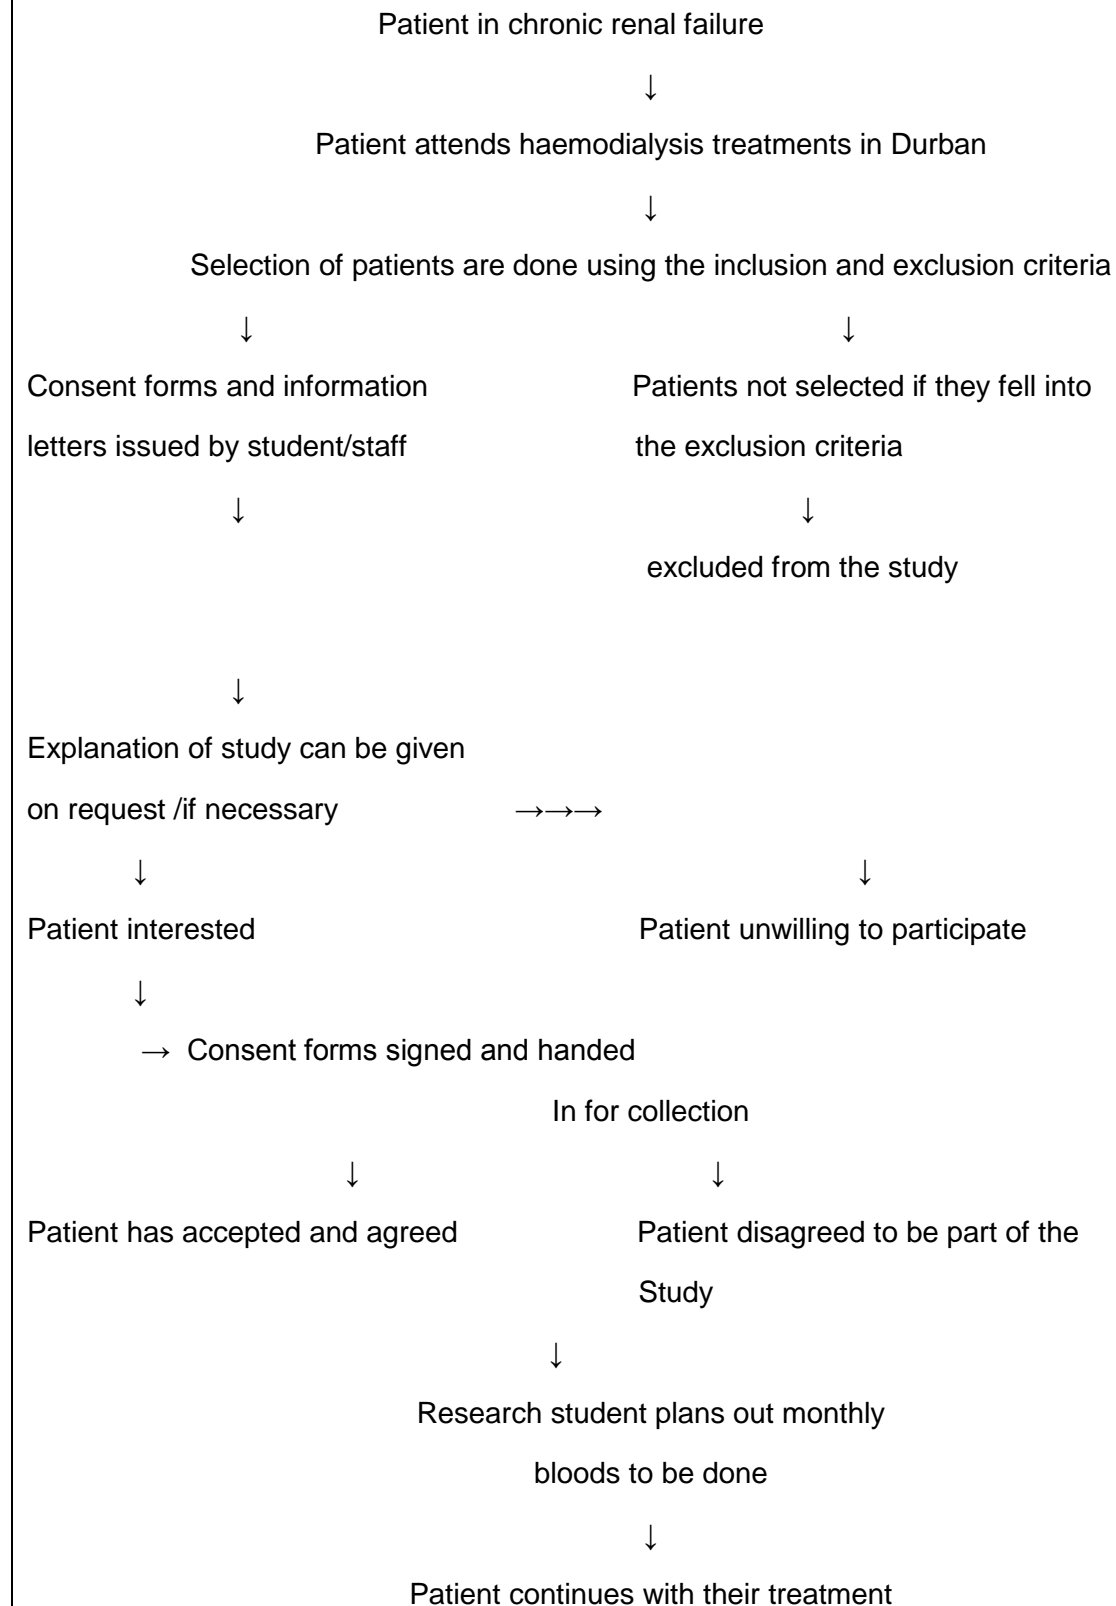 Patient in chronic renal failure
↓
Patient attends haemodialysis treatments in Durban
↓
Selection of patients are done using the inclusion and exclusion criteria
↓ ↓
Consent forms and information Patients not selected if they fell into
letters issued by student/staff the exclusion criteria
↓ ↓
excluded from the study
↓
Explanation of study can be given
on request /if necessary →→→
↓ ↓
Patient interested Patient unwilling to participate
↓
→ Consent forms signed and handed
In for collection
↓ ↓
Patient has accepted and agreed Patient disagreed to be part of the
Study
↓
Research student plans out monthly
bloods to be done
↓
Patient continues with their treatment